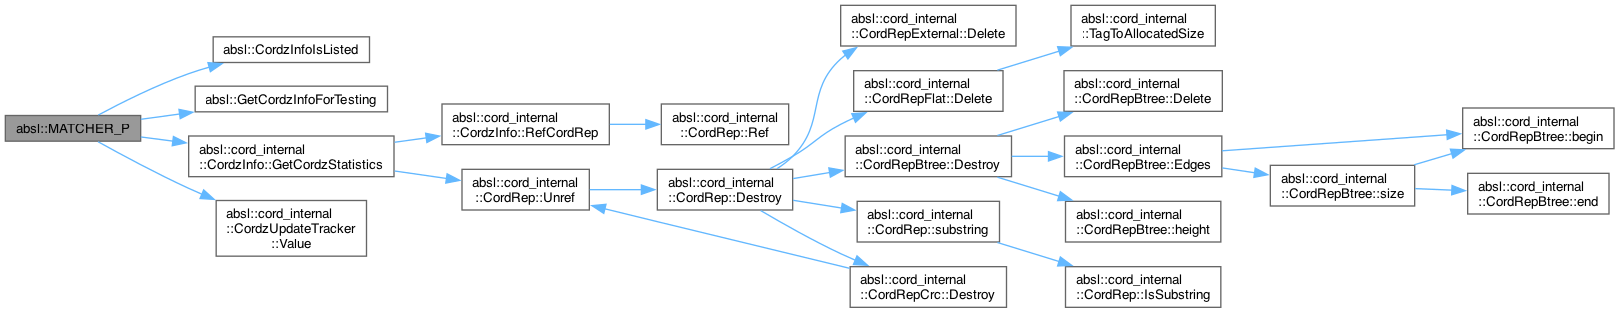 absl::MATCHER_P
absl::CordzInfoIsListed
absl::GetCordzInfoForTesting
absl::cord_internal
::CordzInfo::GetCordzStatistics
absl::cord_internal
::CordzUpdateTracker
::Value
absl::cord_internal
::CordzInfo::RefCordRep
absl::cord_internal
::CordRep::Unref
absl::cord_internal
::CordRep::Ref
absl::cord_internal
::CordRep::Destroy
absl::cord_internal
::CordRepExternal::Delete
absl::cord_internal
::CordRepFlat::Delete
absl::cord_internal
::CordRepBtree::Destroy
absl::cord_internal
::CordRep::substring
absl::cord_internal
::CordRepCrc::Destroy
absl::cord_internal
::TagToAllocatedSize
absl::cord_internal
::CordRepBtree::Delete
absl::cord_internal
::CordRepBtree::Edges
absl::cord_internal
::CordRepBtree::height
absl::cord_internal
::CordRep::IsSubstring
absl::cord_internal
::CordRepBtree::size
absl::cord_internal
::CordRepBtree::begin
absl::cord_internal
::CordRepBtree::end